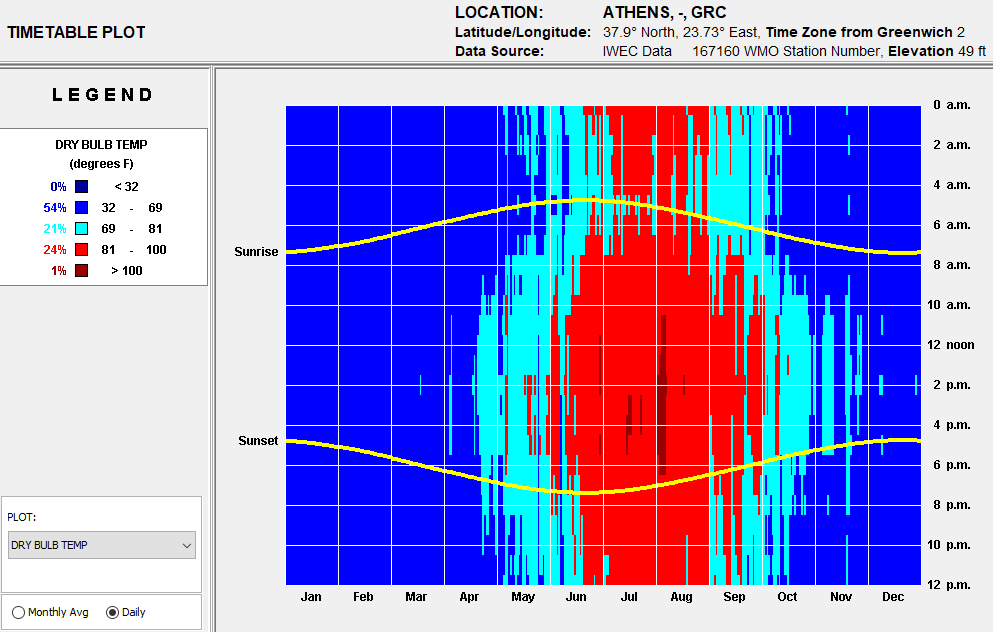 TIMETABLE PLOT
LOCATION: ATHENS, -, GRC
Latitude/Longitude: 37.9° North, 23.73° East, Time Zone from Greenwich 2
Data Source: IWEC Data 167160 WMO Station Number, Elevation 49 ft
LEGEND
DRY BULB TEMP
(degrees F)
0% < 32
54% 32 - 69
21% 69 - 81
24% 81 - 100
1% > 100
PLOT:
DRY BULB TEMP
Monthly Avg Daily
Sunrise
Sunset
0 a.m.
2 a.m.
4 a.m.
6 a.m.
8 a.m.
10 a.m.
12 noon
2 p.m.
4 p.m.
6 p.m.
8 p.m.
10 p.m.
12 p.m.
Jan Feb Mar Apr May Jun Jul Aug Sep Oct Nov Dec